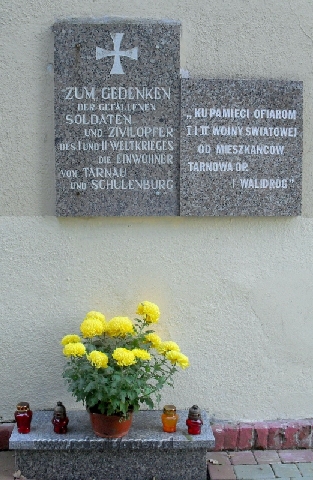 ZUM GEDENKEN
DER GEFALLENEN
SOLDATEN
UND ZIVILOPFER
DES I UND II WELTKRIEGES
DIE EINWOHNER
VON TARNAU
UND SCHULENBURG
„KU PAMIĘCI OFIAROM
I I II WOJNY ŚWIATOWEJ
OD MIESZKAŃCÓW
TARNOWA OP.
I WALIDRÓG"